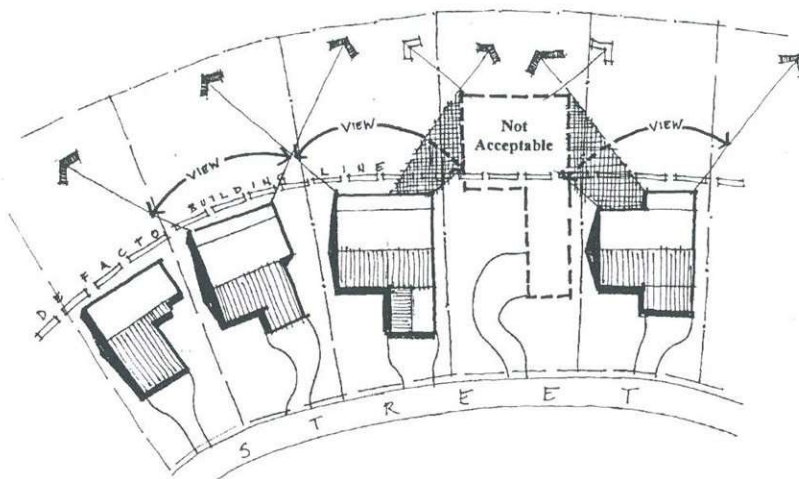 VIEW
VIEW
VIEW
Not
Acceptable
DE FACTO BUILDING LINE
STREET